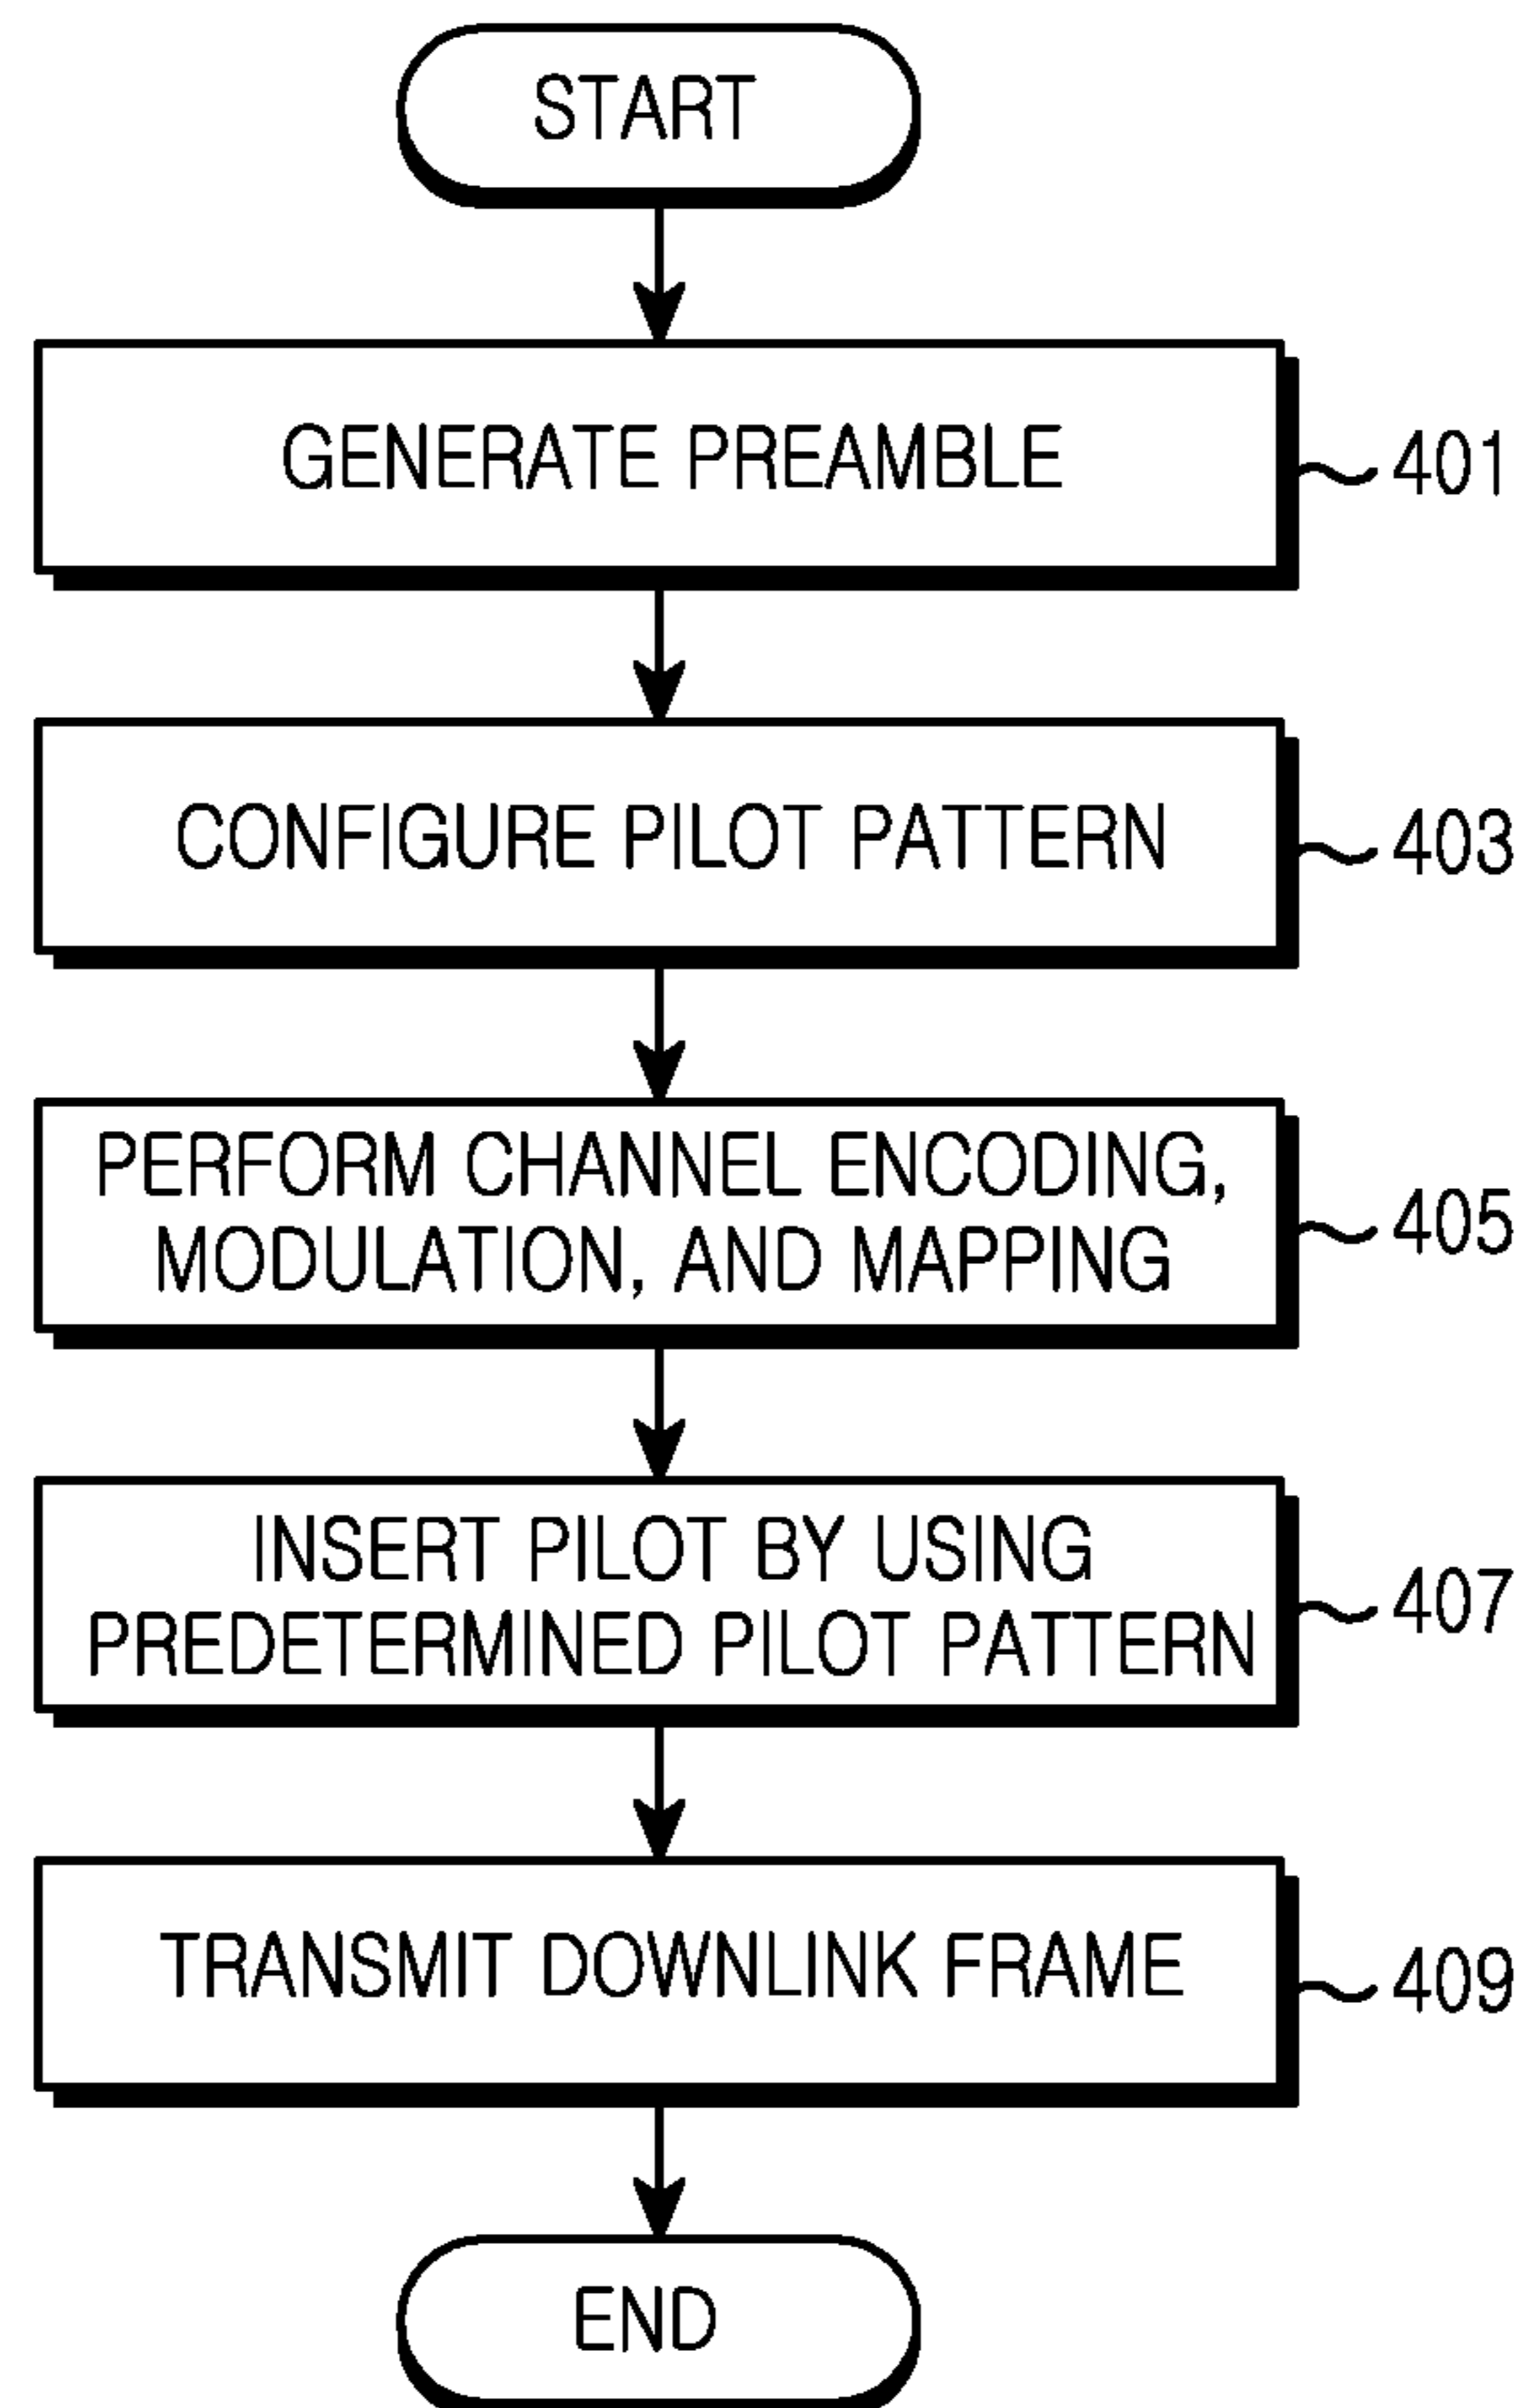 START
GENERATE PREAMBLE
401
CONFIGURE PILOT PATTERN
403
PERFORM CHANNEL ENCODING,
MODULATION, AND MAPPING
405
INSERT PILOT BY USING
PREDETERMINED PILOT PATTERN
407
TRANSMIT DOWNLINK FRAME
409
END